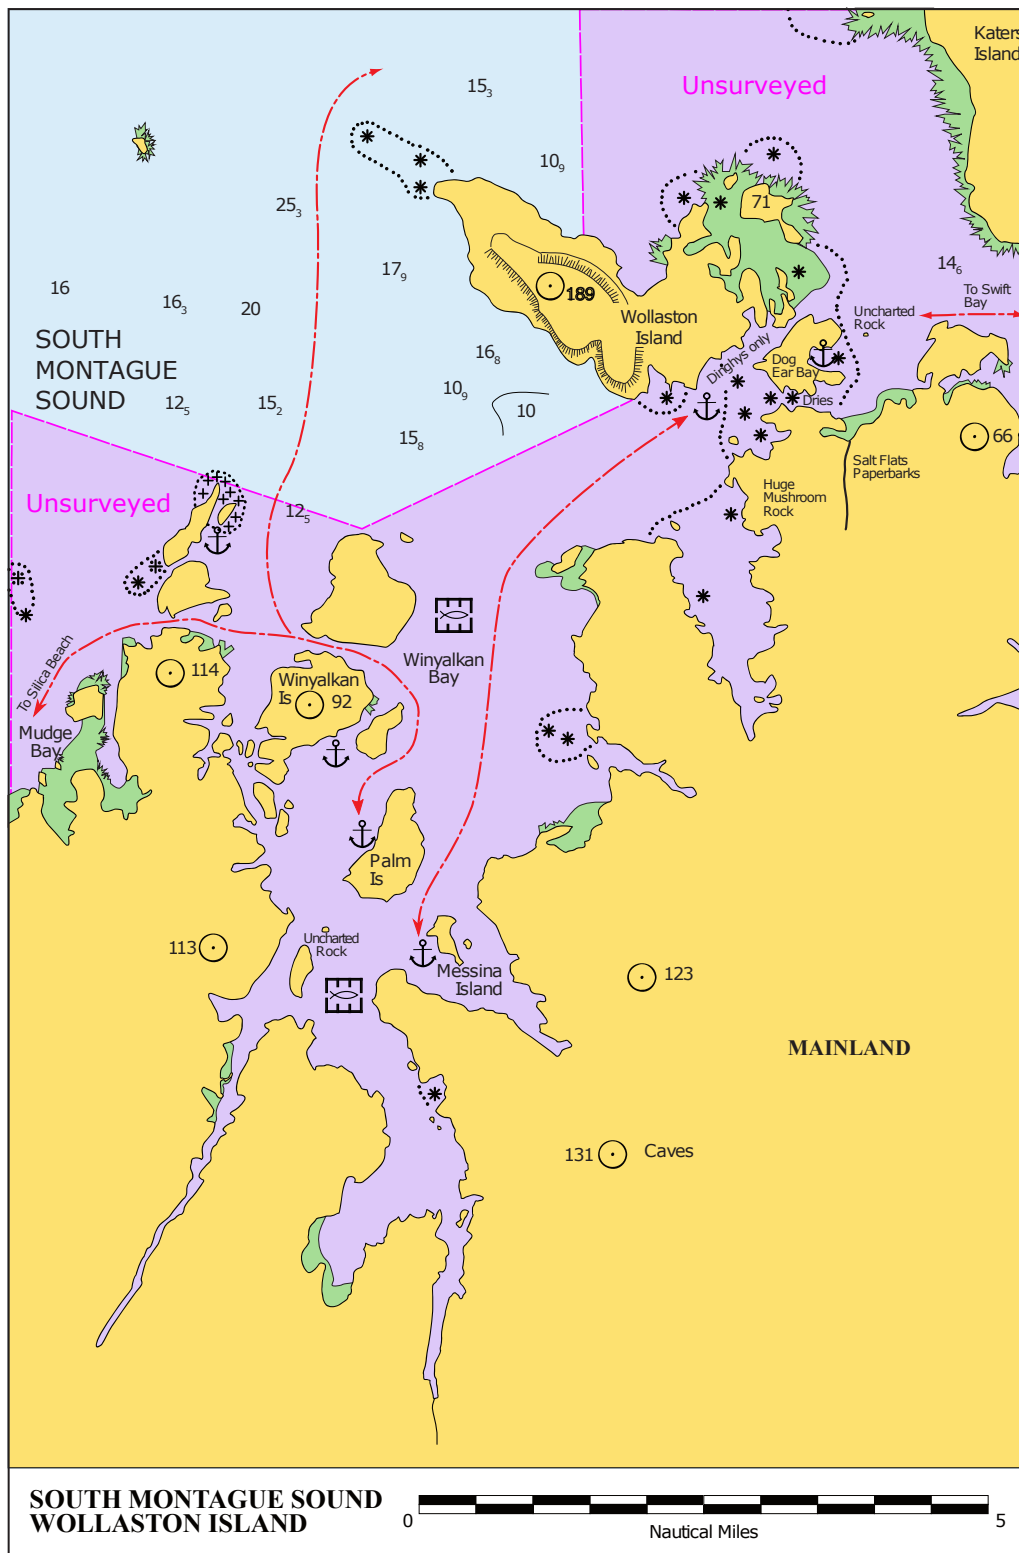 Katers
Island
Unsurveyed
15₃
10₉
25₃
71
17₉
14₆
To Swift
Bay
16
16₃
20
189
Wollaston
Island
Uncharted
Rock
SOUTH
MONTAGUE
SOUND
16₈
Dinghys only
Dog
Ear Bay
10₉
12₅
15₂
10
Dries
15₈
66
Salt Flats
Paperbarks
Unsurveyed
12₅
Huge
Mushroom
Rock
To Silica Beach
114
Winyalkan
Bay
Winyalkan
Is
92
Mudge
Bay
Palm
Is
113
Uncharted
Rock
Messina
Island
123
MAINLAND
131
Caves
SOUTH MONTAGUE SOUND
WOLLASTON ISLAND
0
5
Nautical Miles